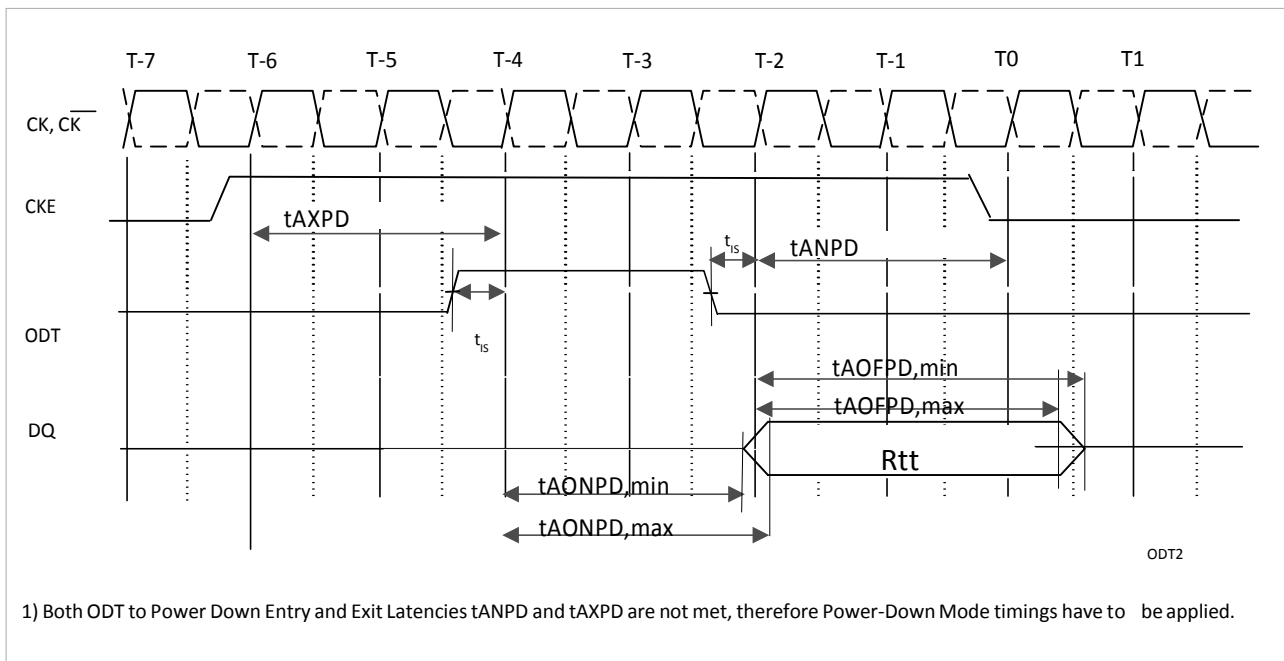 T-7 T-6 T-5 T-4 T-3 T-2 T-1 T0 T1
CK, C̅K̅
CKE
tAXPD
tIS
tANPD
ODT
tIS
tAOFPD,min
tAOFPD,max
DQ
Rtt
tAONPD,min
tAONPD,max
ODT2
1) Both ODT to Power Down Entry and Exit Latencies tANPD and tAXPD are not met, therefore Power-Down Mode timings have to be applied.